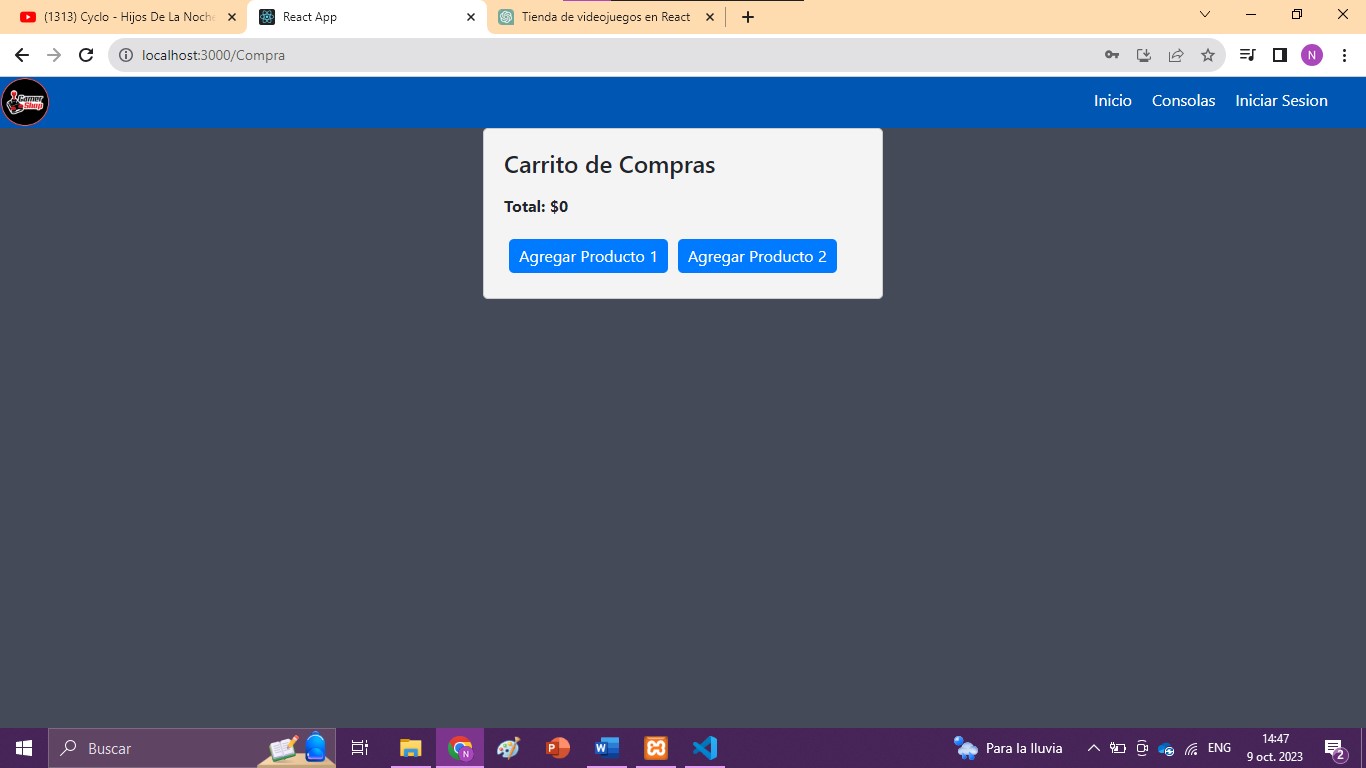 (1313) Cyclo - Hijos De La Noche
React App
Tienda de videojuegos en React
localhost:3000/Compra
N
Gamer
Shop
Inicio
Consolas
Iniciar Sesion
Carrito de Compras
Total: $0
Agregar Producto 1
Agregar Producto 2
Buscar
N
Para la lluvia
ENG
14:47
9 oct. 2023
2